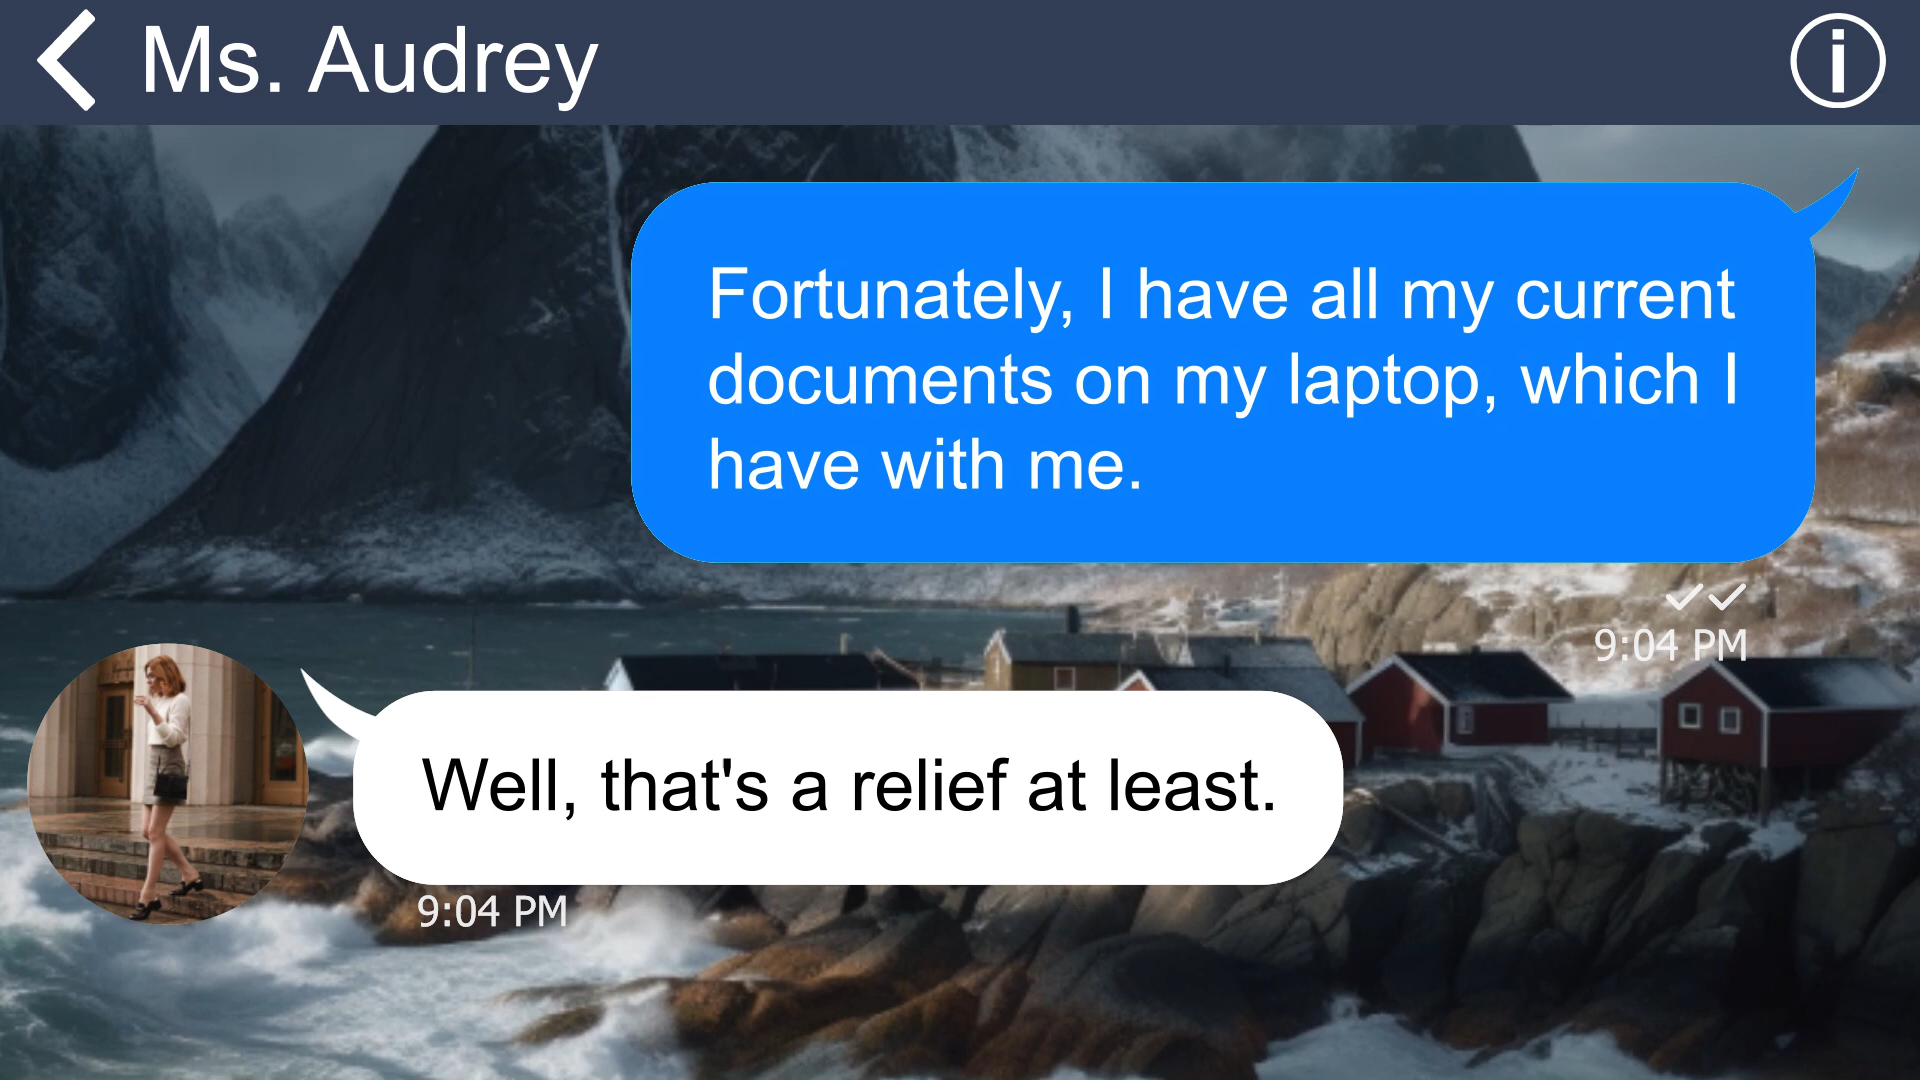 Ms. Audrey
Fortunately, I have all my current
documents on my laptop, which I
have with me.
9:04 PM
Well, that's a relief at least.
9:04 PM